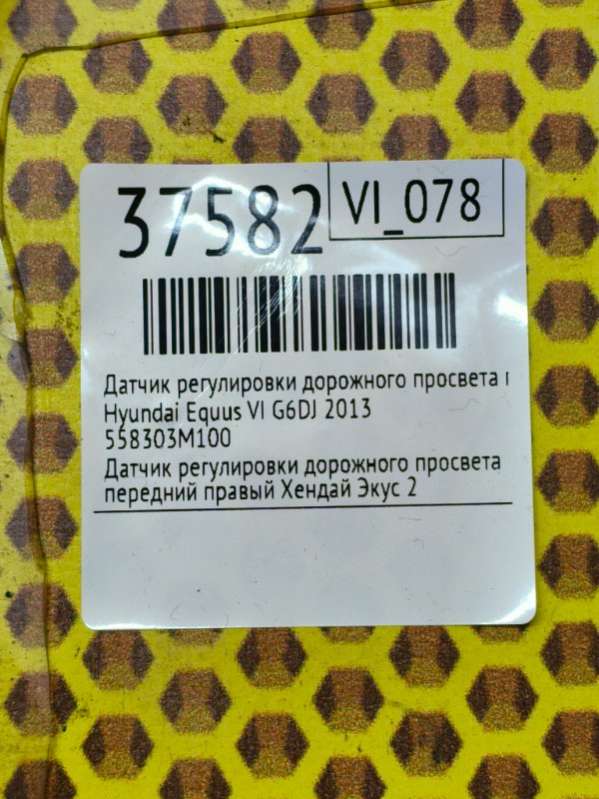 37582
VI_078
Датчик регулировки дорожного просвета
Hyundai Equus VI G6DJ 2013
558303M100
Датчик регулировки дорожного просвета
передний правый Хендай Экус 2